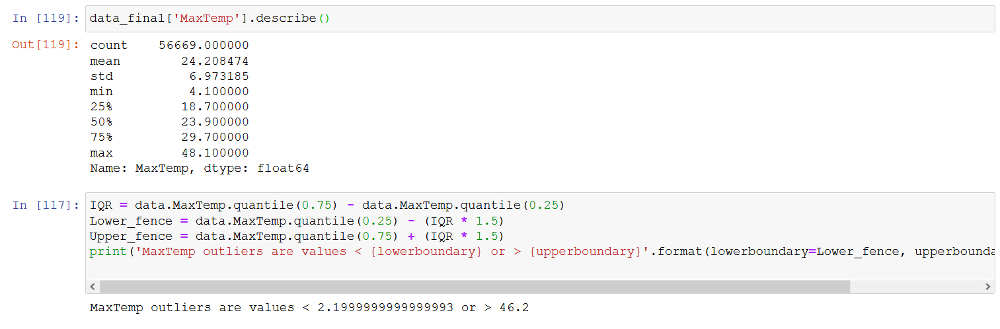 In [119]: data_final['MaxTemp'].describe()
Out[119]: count    56669.000000
mean        24.208474
std          6.973185
min          4.100000
25%         18.700000
50%         23.900000
75%         29.700000
max         48.100000
Name: MaxTemp, dtype: float64
In [117]: IQR = data.MaxTemp.quantile(0.75) - data.MaxTemp.quantile(0.25)
Lower_fence = data.MaxTemp.quantile(0.25) - (IQR * 1.5)
Upper_fence = data.MaxTemp.quantile(0.75) + (IQR * 1.5)
print('MaxTemp outliers are values < {lowerboundary} or > {upperboundary}'.format(lowerboundary=Lower_fence, upperbounda
MaxTemp outliers are values < 2.1999999999999993 or > 46.2